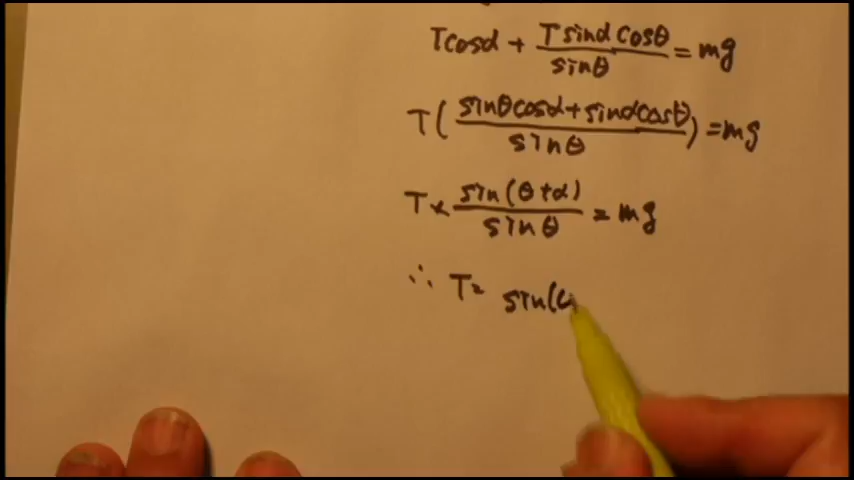 Tcosα + Tsinα cosθ / sinθ = mg
T( sinθcosα + sinαcosθ / sinθ ) = mg
T × sin(θ+α) / sinθ = mg
∴ T = sin(